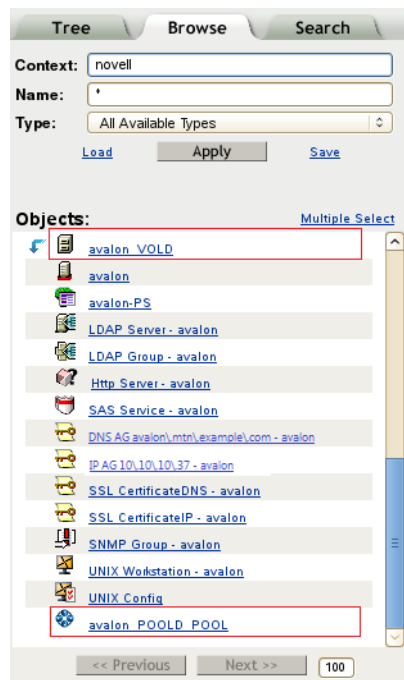 Tree Browse Search
Context: novell
Name: *
Type: All Available Types
Load Apply Save
Objects: Multiple Select
avalon_VOLD
avalon
avalon-PS
LDAP Server - avalon
LDAP Group - avalon
Http Server - avalon
SAS Service - avalon
DNS AG avalon\.mtn\.example\.com - avalon
IP AG 10\.10\.10\.37 - avalon
SSL CertificateDNS - avalon
SSL CertificateIP - avalon
SNMP Group - avalon
UNIX Workstation - avalon
UNIX Config
avalon_POOLD_POOL
<< Previous Next >> 100